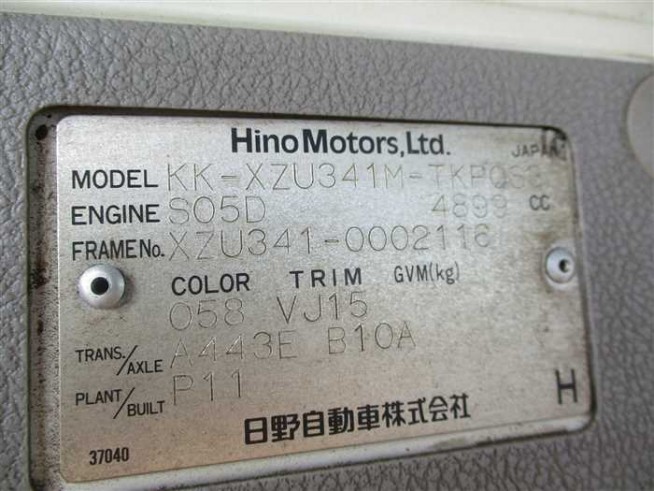 Hino Motors, Ltd. JAPAN
MODEL KK-XZU341M-TKPQS3
ENGINE S05D 4899 CC
FRAME No. XZU341-0002116
COLOR TRIM GVM(kg)
058 VJ15
TRANS./AXLE A443E B10A
PLANT/BUILT P11
H
日野自動車株式会社
37040